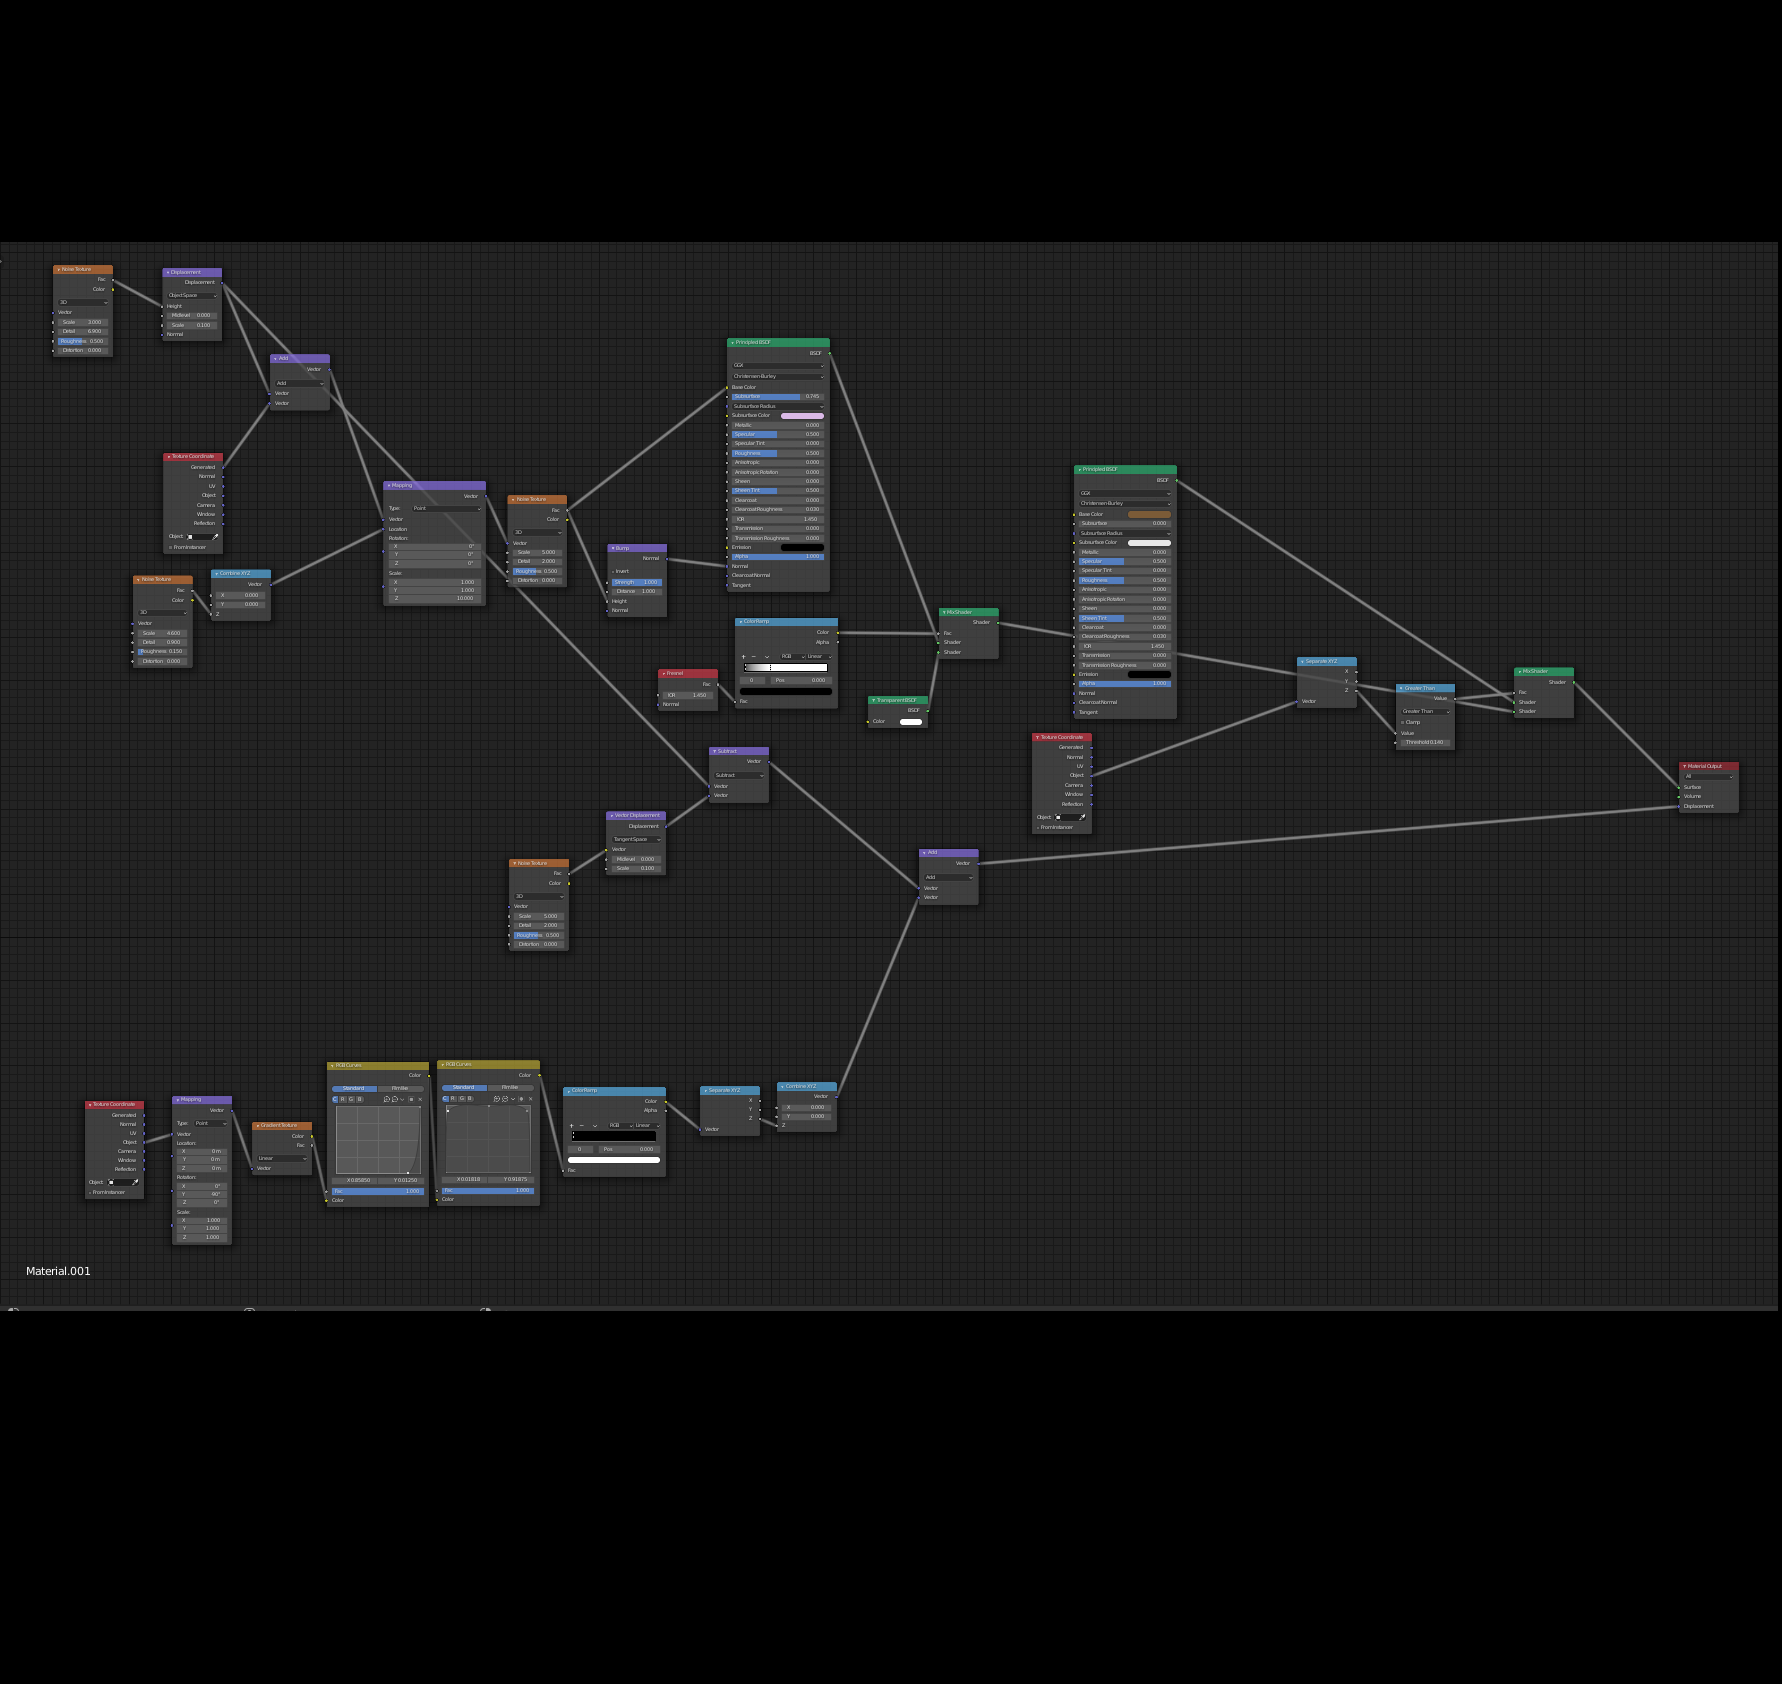 Noise Texture
Fac
Color
3D
Vector
Scale 3.000
Detail 6.900
Roughness 0.500
Distortion 0.000
Displacement
Displacement
Object Space
Height
Midlevel 0.000
Scale 0.100
Normal
Add
Vector
Add
Vector
Vector
Texture Coordinate
Generated
Normal
UV
Object
Camera
Window
Reflection
Object:
From Instancer
Noise Texture
Fac
Color
3D
Vector
Scale 4.600
Detail 0.900
Roughness 0.150
Distortion 0.000
Combine XYZ
Vector
X 0.000
Y 0.000
Z
Mapping
Vector
Type: Point
Vector
Location
Rotation:
X 0°
Y 0°
Z 0°
Scale:
X 1.000
Y 1.000
Z 10.000
Noise Texture
Fac
Color
3D
Vector
Scale 5.000
Detail 2.000
Roughness 0.500
Distortion 0.000
Bump
Normal
Invert
Strength 1.000
Distance 1.000
Height
Normal
Principled BSDF
BSDF
GGX
Christensen-Burley
Base Color
Subsurface 0.745
Subsurface Radius
Subsurface Color
Metallic 0.000
Specular 0.500
Specular Tint 0.000
Roughness 0.500
Anisotropic 0.000
Anisotropic Rotation 0.000
Sheen 0.000
Sheen Tint 0.500
Clearcoat 0.000
Clearcoat Roughness 0.030
IOR 1.450
Transmission 0.000
Transmission Roughness 0.000
Emission
Alpha 1.000
Normal
Clearcoat Normal
Tangent
Fresnel
Fac
IOR 1.450
Normal
ColorRamp
Color
Alpha
+ − RGB Linear
0 Pos 0.000
Fac
Transparent BSDF
BSDF
Color
Mix Shader
Shader
Fac
Shader
Shader
Principled BSDF
BSDF
GGX
Christensen-Burley
Base Color
Subsurface 0.000
Subsurface Radius
Subsurface Color
Metallic 0.000
Specular 0.500
Specular Tint 0.000
Roughness 0.500
Anisotropic 0.000
Anisotropic Rotation 0.000
Sheen 0.000
Sheen Tint 0.500
Clearcoat 0.000
Clearcoat Roughness 0.030
IOR 1.450
Transmission 0.000
Transmission Roughness 0.000
Emission
Alpha 1.000
Normal
Clearcoat Normal
Tangent
Texture Coordinate
Generated
Normal
UV
Object
Camera
Window
Reflection
Object:
From Instancer
Separate XYZ
X
Y
Z
Vector
Greater Than
Value
Greater Than
Clamp
Value
Threshold 0.140
Mix Shader
Shader
Fac
Shader
Shader
Material Output
All
Surface
Volume
Displacement
Subtract
Vector
Subtract
Vector
Vector
Vector Displacement
Displacement
Tangent Space
Vector
Midlevel 0.000
Scale 0.100
Noise Texture
Fac
Color
3D
Vector
Scale 5.000
Detail 2.000
Roughness 0.500
Distortion 0.000
Add
Vector
Add
Vector
Vector
Texture Coordinate
Generated
Normal
UV
Object
Camera
Window
Reflection
Object:
From Instancer
Mapping
Vector
Type: Point
Vector
Location:
X 0 m
Y 0 m
Z 0 m
Rotation:
X 0°
Y 90°
Z 0°
Scale:
X 1.000
Y 1.000
Z 1.000
Gradient Texture
Color
Fac
Linear
Vector
RGB Curves
Color
Standard Filmlike
C R G B
X 0.85850 Y 0.01250
Fac 1.000
Color
RGB Curves
Color
Standard Filmlike
C R G B
X 0.01818 Y 0.91875
Fac 1.000
Color
ColorRamp
Color
Alpha
+ − RGB Linear
0 Pos 0.000
Fac
Separate XYZ
X
Y
Z
Vector
Combine XYZ
Vector
X 0.000
Y 0.000
Z
Material.001